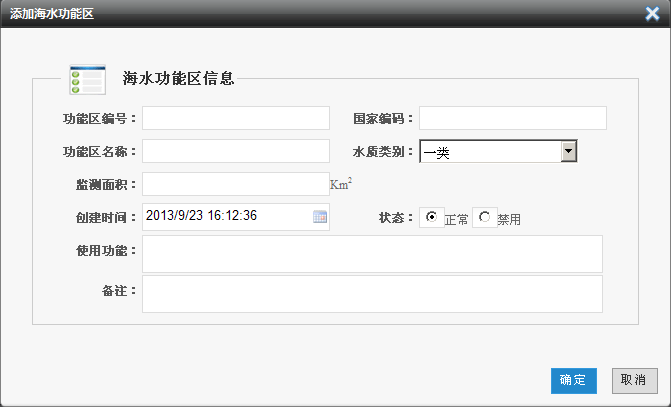 添加海水功能区
海水功能区信息
功能区编号： 国家编码：
功能区名称： 水质类别： 一类
监测面积： Km²
创建时间： 2013/9/23 16:12:36 状态： 正常 禁用
使用功能：
备注：
确定 取消